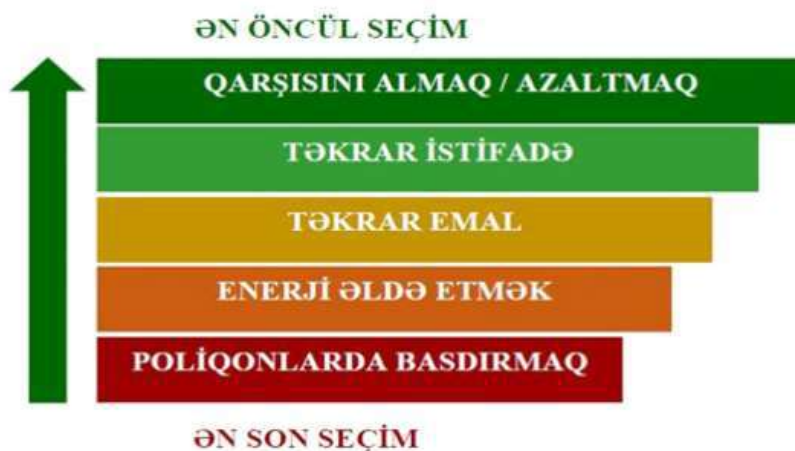 ƏN ÖNCÜL SEÇİM
QARŞISINI ALMAQ / AZALTMAQ
TƏKRAR İSTİFADƏ
TƏKRAR EMAL
ENERJİ ƏLDƏ ETMƏK
POLİQONLARDA BASDIRMAQ
ƏN SON SEÇİM